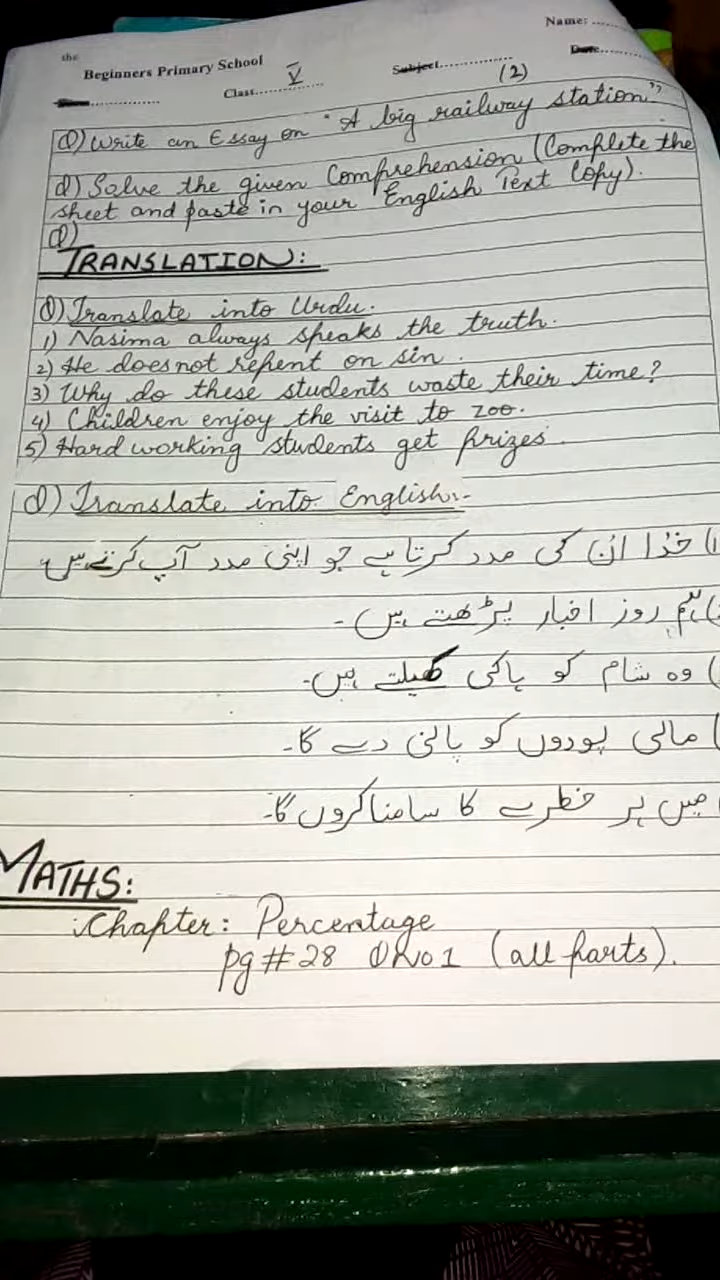 the
Name: ......
Beginners Primary School
Class.... V ....
Subject...............
Date:..........
(2)
Q) Write an Essay on "A big railway station"
Q) Solve the given Comprehension (Complete the
sheet and paste in your English Text Copy).
Q)
TRANSLATION:
Q) Translate into Urdu.
1) Nasima always speaks the truth.
2) He does not repent on sin.
3) Why do these students waste their time?
4) Children enjoy the visit to zoo.
5) Hard working students get prizes.
Q) Translate into English:-
1) خدا ان کی مدد کرتا ہے جو اپنی مدد آپ کرتے ہیں
ہم روز اخبار پڑھتے ہیں۔
وہ شام کو ہاکی کھیلتے ہیں۔
مالی پودوں کو پانی دے گا۔
میں ہر خطرے کا سامنا کروں گا۔
MATHS:
Chapter: Percentage
pg # 28 Q No 1 (all parts).